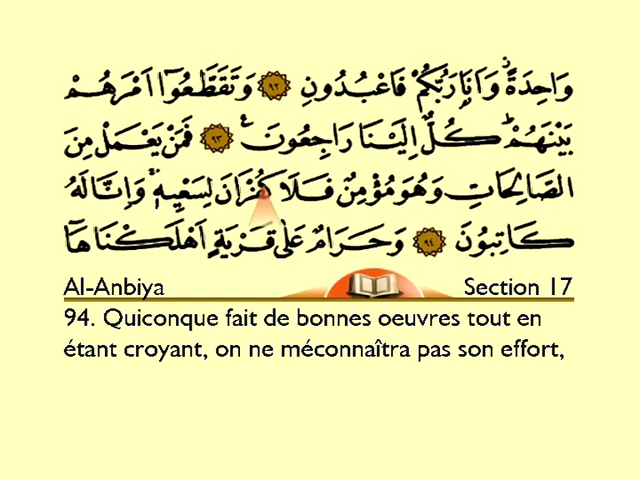 وَاحِدَةً وَأَنَا۠ رَبُّكُمْ فَاعْبُدُونِ ٩٢ وَتَقَطَّعُوٓا أَمْرَهُمْ
بَيْنَهُمْ ۖ كُلٌّ إِلَيْنَا رَاجِعُونَ ۙ ٩٣ فَمَنْ يَعْمَلْ مِنَ
الصَّالِحَاتِ وَهُوَ مُؤْمِنٌ فَلَا كُفْرَانَ لِسَعْيِهِ ۚ وَإِنَّا لَهُ
كَاتِبُونَ ٩٤ وَحَرَامٌ عَلَىٰ قَرْيَةٍ أَهْلَكْنَاهَآ
Al-Anbiya Section 17
94. Quiconque fait de bonnes oeuvres tout en
étant croyant, on ne méconnaîtra pas son effort,